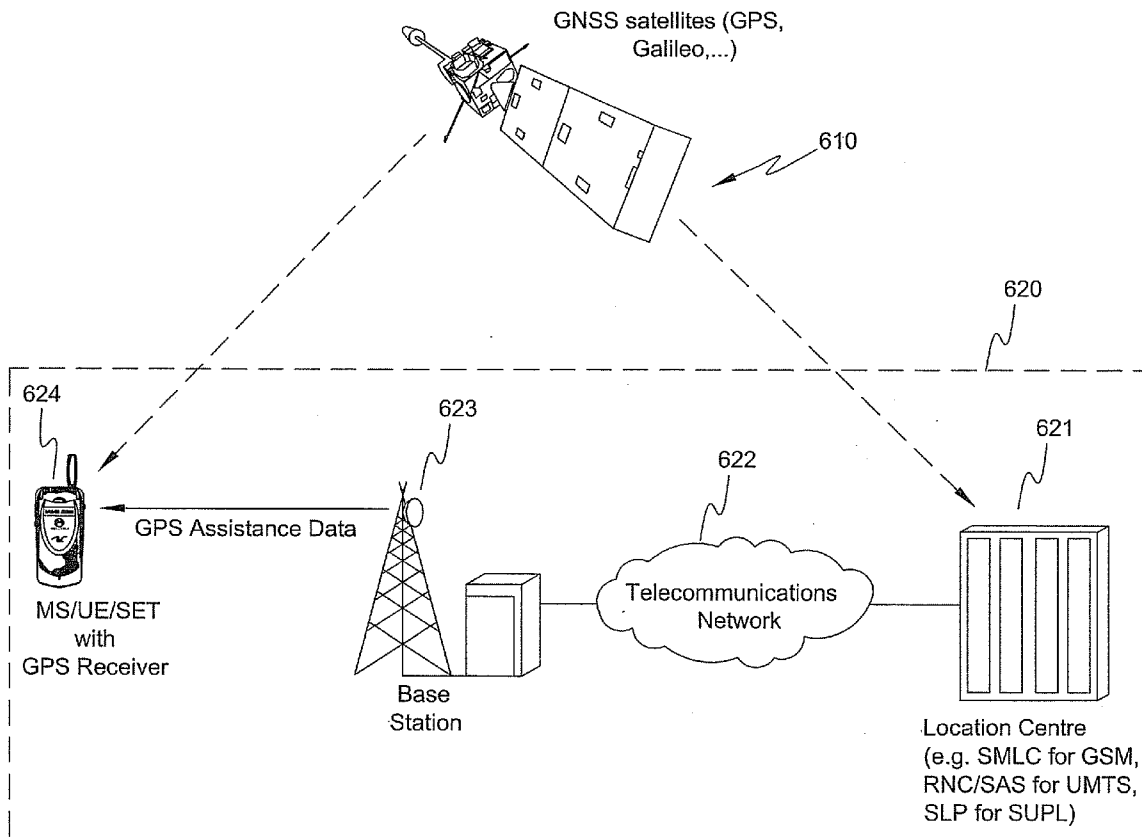 GNSS satellites (GPS,
Galileo,...)
610
620
624
623
622
621
GPS Assistance Data
Telecommunications
Network
MS/UE/SET
with
GPS Receiver
Base
Station
Location Centre
(e.g. SMLC for GSM,
RNC/SAS for UMTS,
SLP for SUPL)